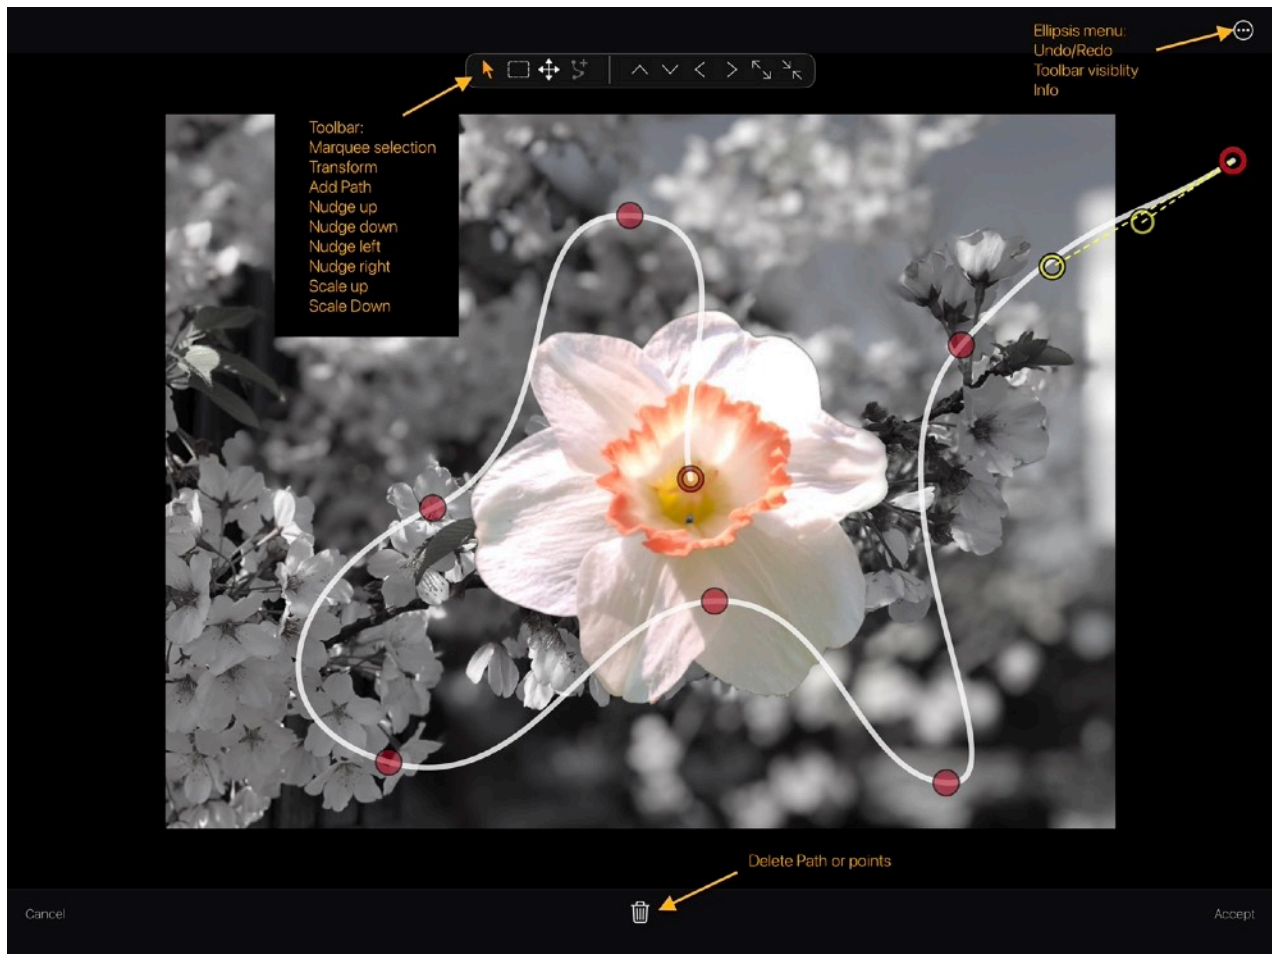 Ellipsis menu:
Undo/Redo
Toolbar visiblity
Info
Toolbar:
Marquee selection
Transform
Add Path
Nudge up
Nudge down
Nudge left
Nudge right
Scale up
Scale Down
Delete Path or points
Cancel
Accept